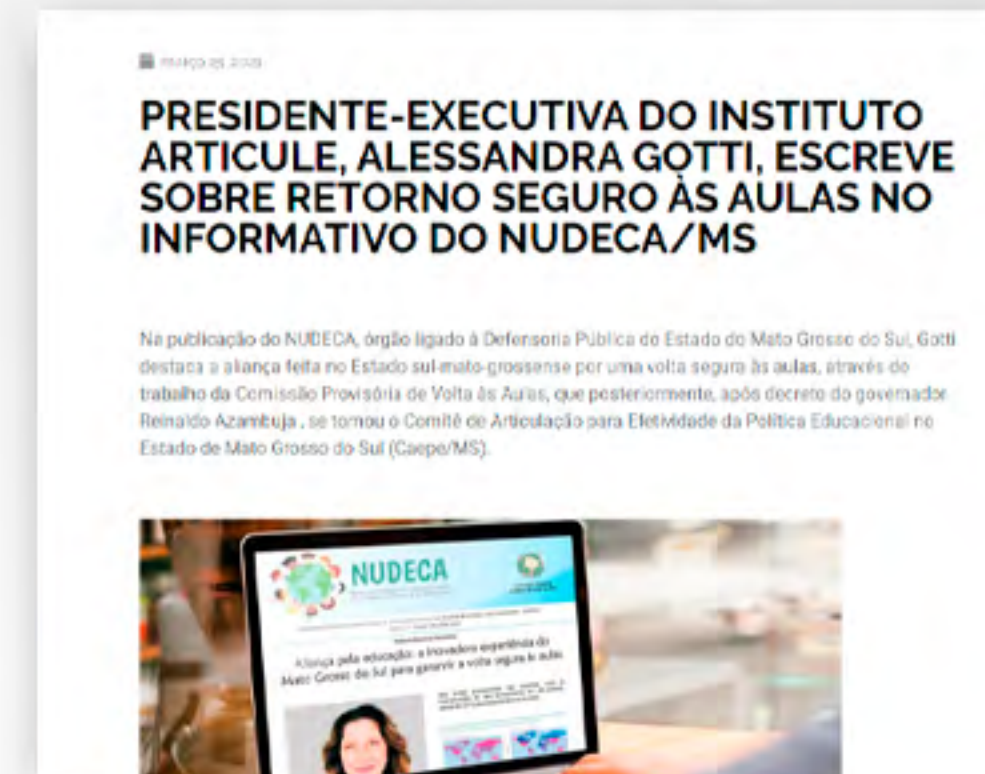 MARÇO 25, 2021
PRESIDENTE-EXECUTIVA DO INSTITUTO
ARTICULE, ALESSANDRA GOTTI, ESCREVE
SOBRE RETORNO SEGURO ÀS AULAS NO
INFORMATIVO DO NUDECA/MS
Na publicação do NUDECA, órgão ligado à Defensoria Pública do Estado do Mato Grosso do Sul, Gotti
destaca a aliança feita no Estado sul-mato-grossense por uma volta segura às aulas, através do
trabalho da Comissão Provisória de Volta às Aulas, que posteriormente, após decreto do governador
Reinaldo Azambuja , se tornou o Comitê de Articulação para Efetividade da Política Educacional no
Estado de Mato Grosso do Sul (Caepe/MS).
NUDECA
Aliança pela educação: a inovadora experiência do
Mato Grosso do Sul para garantir a volta segura às aulas